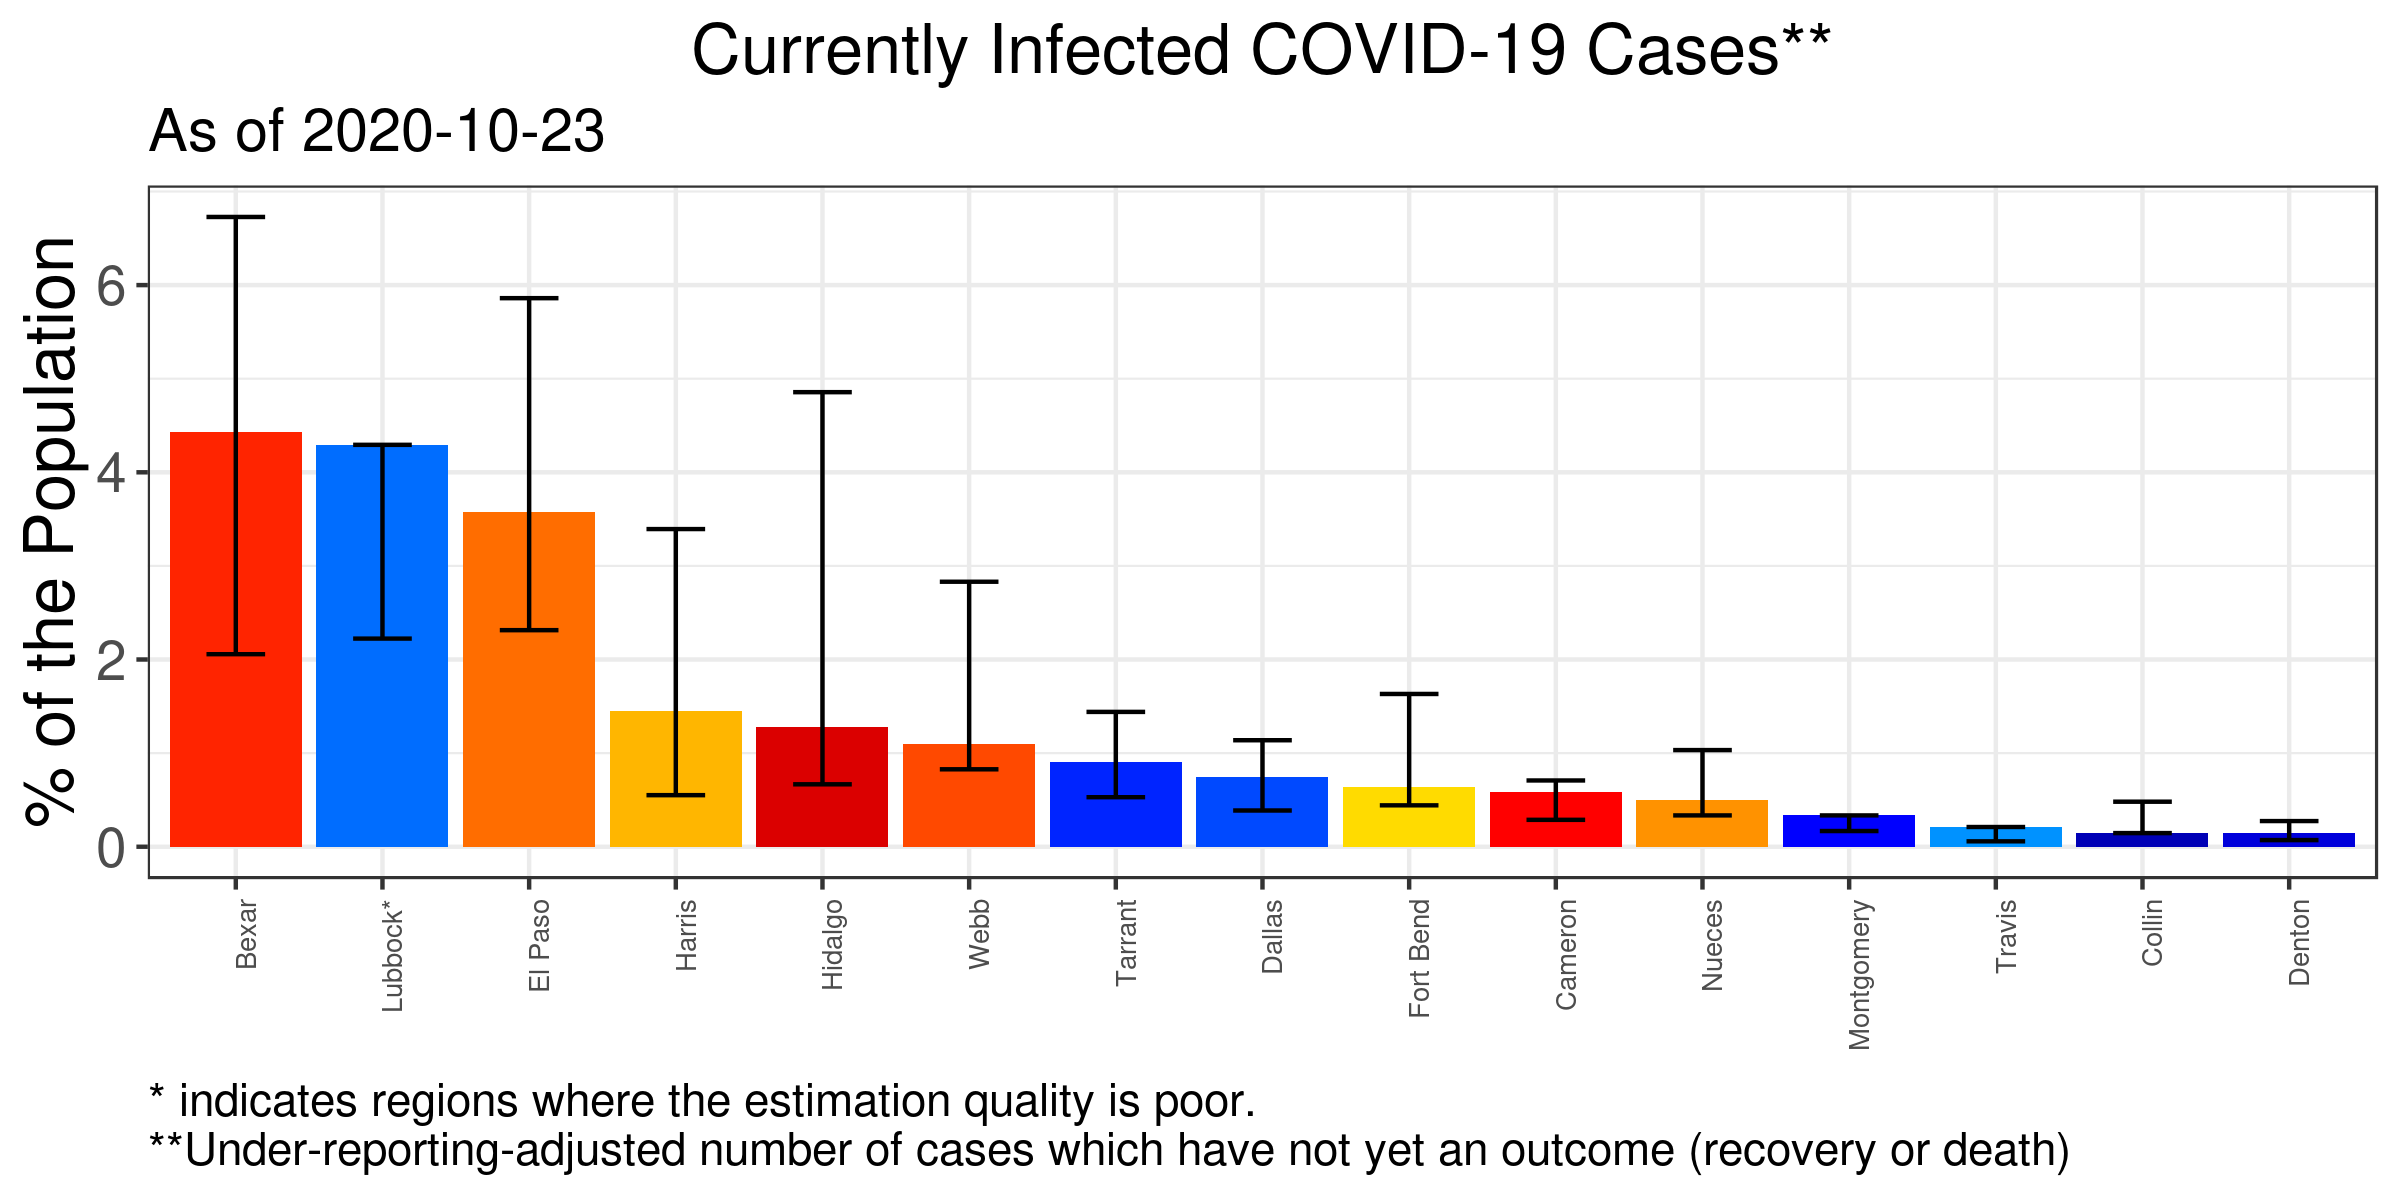 Currently Infected COVID-19 Cases**
As of 2020-10-23
% of the Population
6
4
2
0
Bexar
Lubbock*
El Paso
Harris
Hidalgo
Webb
Tarrant
Dallas
Fort Bend
Cameron
Nueces
Montgomery
Travis
Collin
Denton
* indicates regions where the estimation quality is poor.
**Under-reporting-adjusted number of cases which have not yet an outcome (recovery or death)